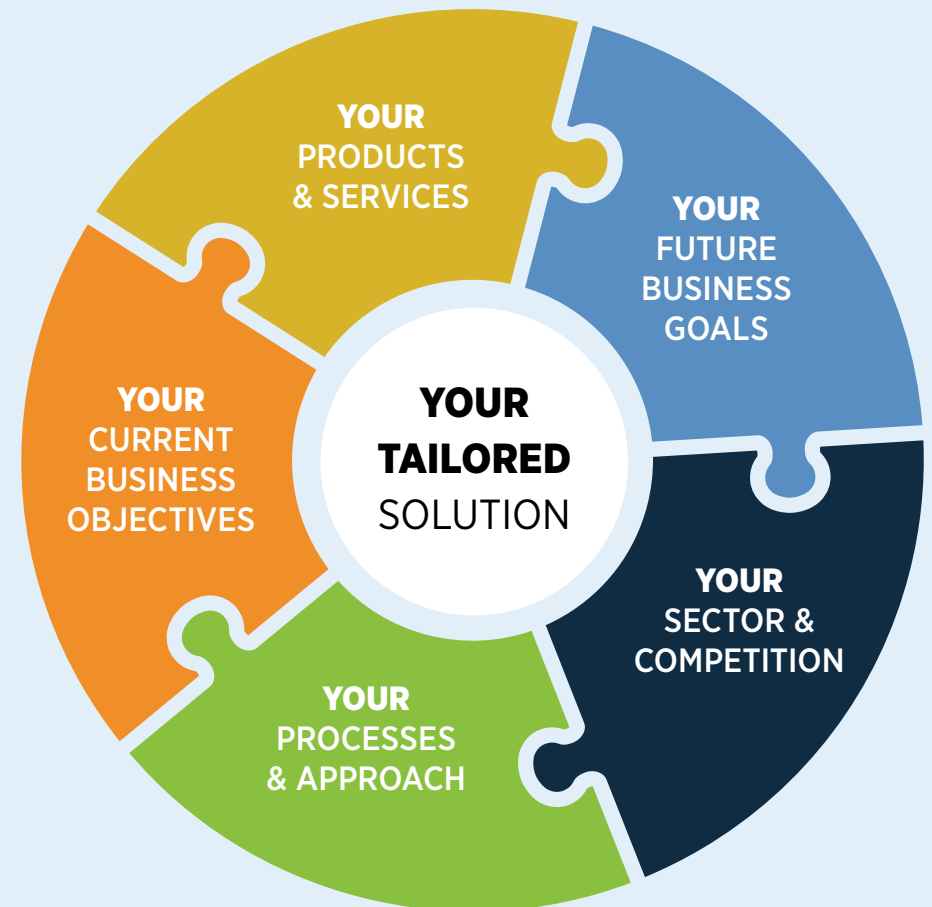 YOUR
PRODUCTS
& SERVICES
YOUR
FUTURE
BUSINESS
GOALS
YOUR
CURRENT
BUSINESS
OBJECTIVES
YOUR
TAILORED
SOLUTION
YOUR
SECTOR &
COMPETITION
YOUR
PROCESSES
& APPROACH